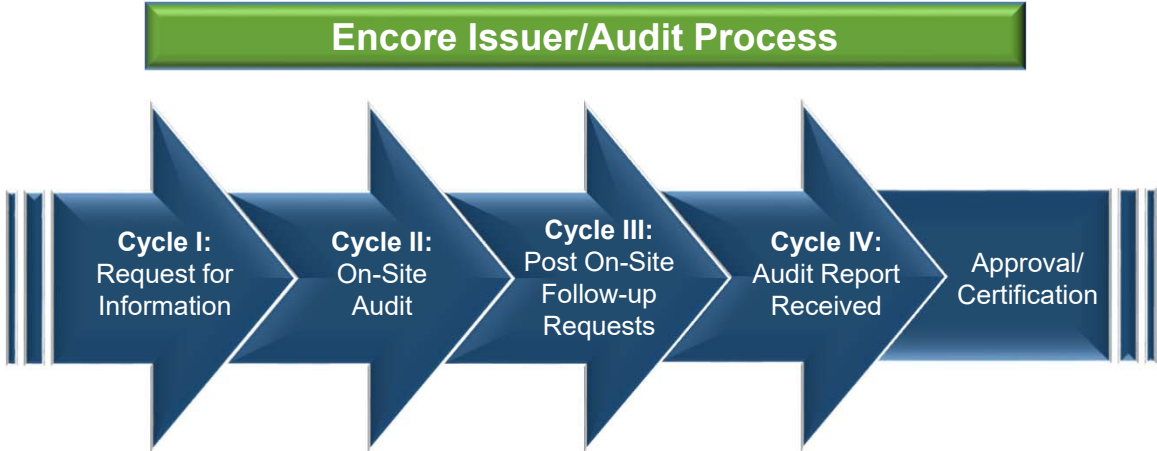 Encore Issuer/Audit Process
Cycle I:
Request for
Information
Cycle II:
On-Site
Audit
Cycle III:
Post On-Site
Follow-up
Requests
Cycle IV:
Audit Report
Received
Approval/
Certification